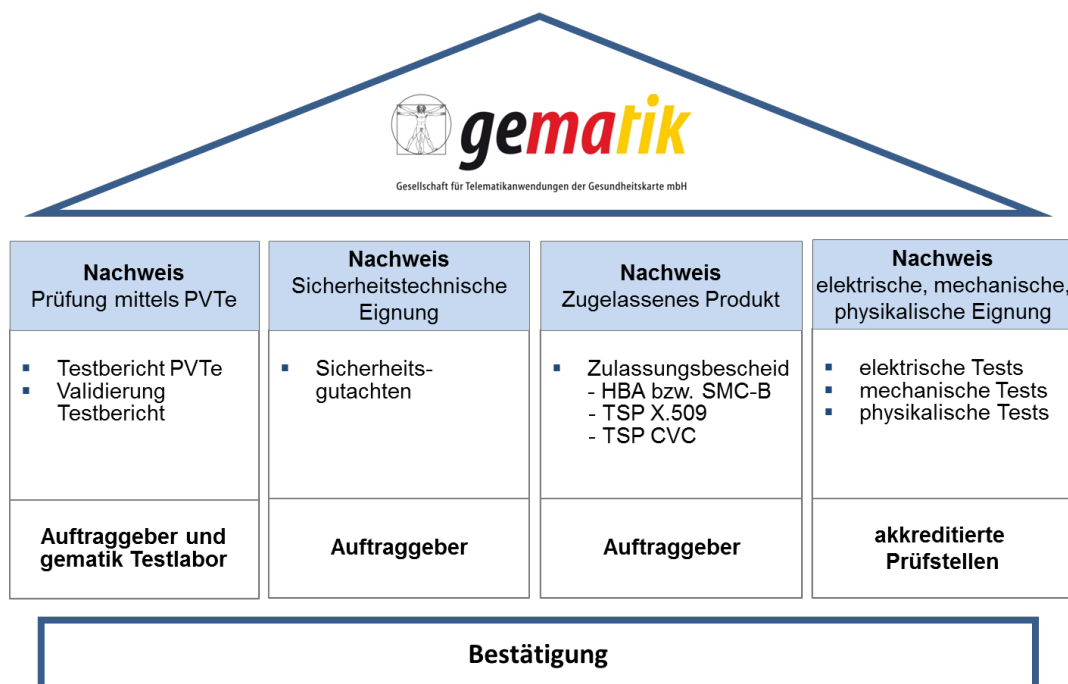 gematik
Gesellschaft für Telematikanwendungen der Gesundheitskarte mbH
Nachweis
Prüfung mittels PVTe
▪ Testbericht PVTe
▪ Validierung
Testbericht
Auftraggeber und
gematik Testlabor
Nachweis
Sicherheitstechnische
Eignung
▪ Sicherheits-
gutachten
Auftraggeber
Nachweis
Zugelassenes Produkt
▪ Zulassungsbescheid
- HBA bzw. SMC-B
- TSP X.509
- TSP CVC
Auftraggeber
Nachweis
elektrische, mechanische,
physikalische Eignung
▪ elektrische Tests
▪ mechanische Tests
▪ physikalische Tests
akkreditierte
Prüfstellen
Bestätigung